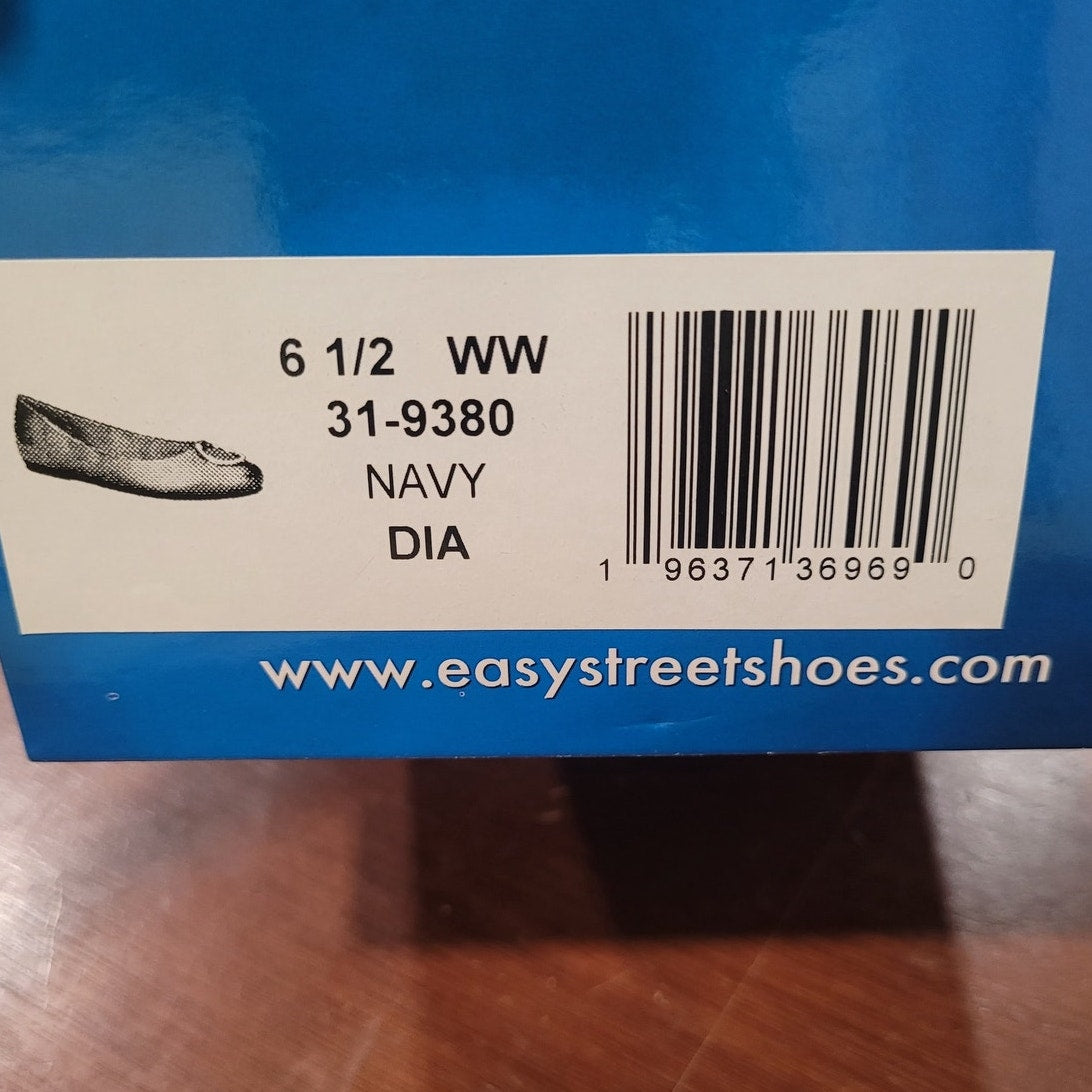 6 1/2 WW
31-9380
NAVY
DIA
1 96371 36969 0
www.easystreetshoes.com